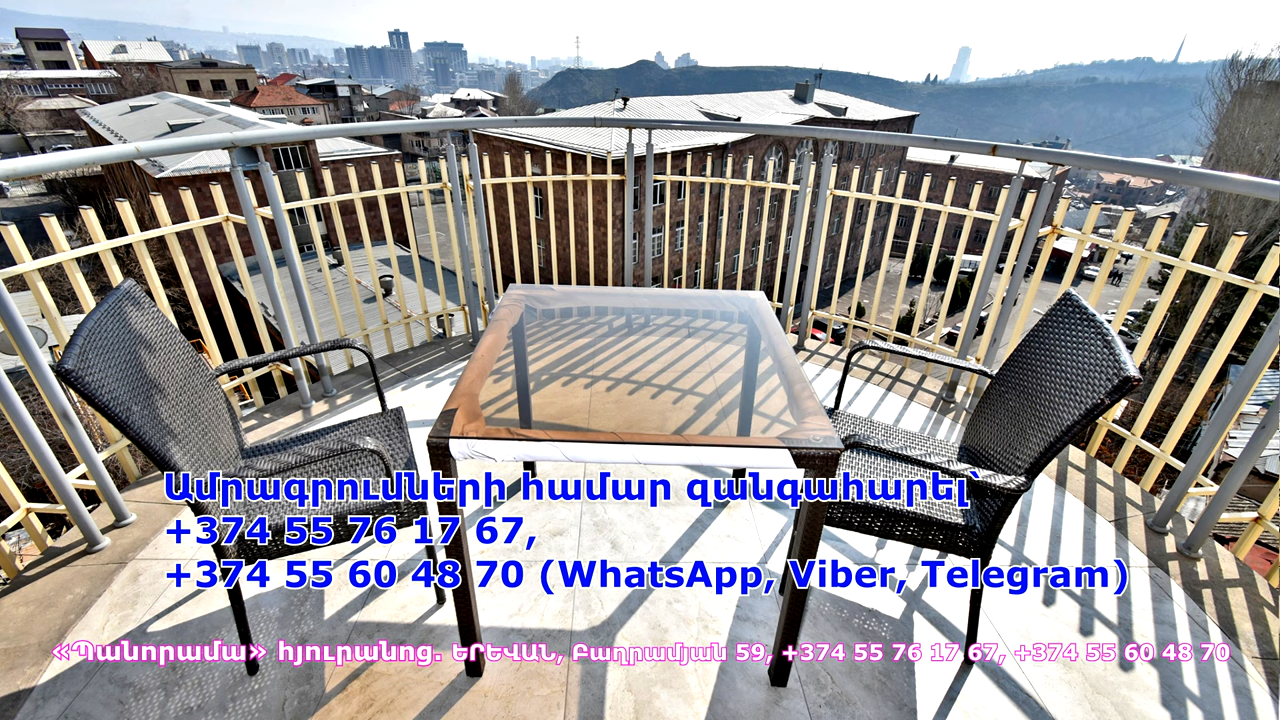 Ամրագրումների համար զանգահարել՝
+374 55 76 17 67,
+374 55 60 48 70 (WhatsApp, Viber, Telegram)
«Պանորամա» հյուրանոց. ԵՐԵՎԱՆ, Բաղրամյան 59, +374 55 76 17 67, +374 55 60 48 70